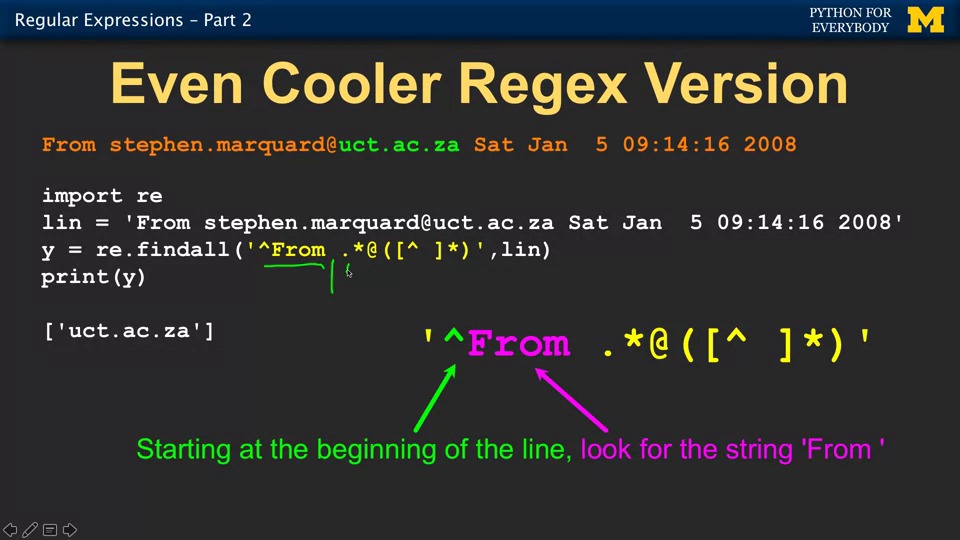 Regular Expressions – Part 2
PYTHON FOR
EVERYBODY
M
Even Cooler Regex Version
From stephen.marquard@uct.ac.za Sat Jan  5 09:14:16 2008
import re
lin = 'From stephen.marquard@uct.ac.za Sat Jan  5 09:14:16 2008'
y = re.findall('^From .*@([^ ]*)',lin)
print(y)
['uct.ac.za']
'^From .*@([^ ]*)'
Starting at the beginning of the line, look for the string 'From '